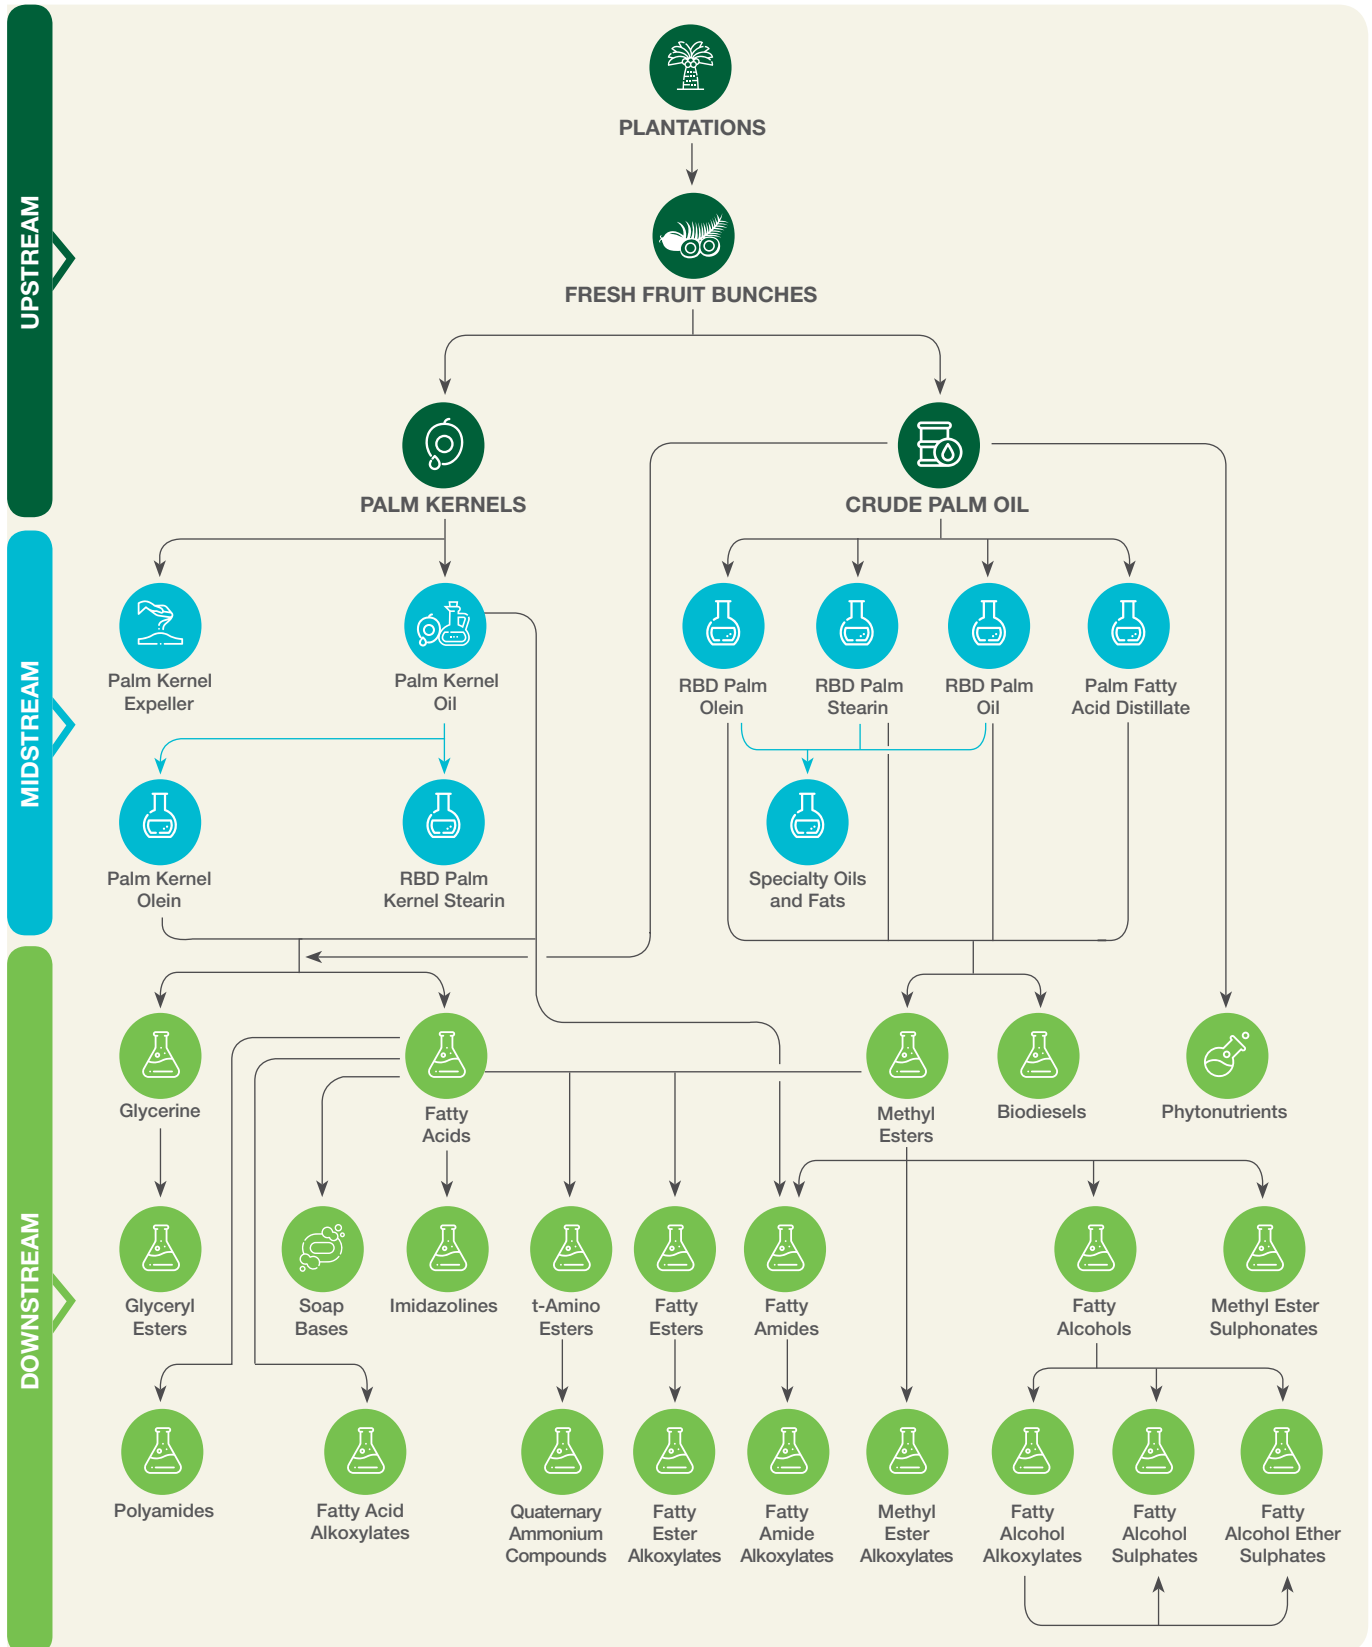 UPSTREAM
PLANTATIONS
FRESH FRUIT BUNCHES
PALM KERNELS
CRUDE PALM OIL
MIDSTREAM
Palm Kernel
Expeller
Palm Kernel
Oil
RBD Palm
Olein
RBD Palm
Stearin
RBD Palm
Oil
Palm Fatty
Acid Distillate
Palm Kernel
Olein
RBD Palm
Kernel Stearin
Specialty Oils
and Fats
DOWNSTREAM
Glycerine
Fatty
Acids
Methyl
Esters
Biodiesels
Phytonutrients
Glyceryl
Esters
Soap
Bases
Imidazolines
t-Amino
Esters
Fatty
Esters
Fatty
Amides
Fatty
Alcohols
Methyl Ester
Sulphonates
Polyamides
Fatty Acid
Alkoxylates
Quaternary
Ammonium
Compounds
Fatty
Ester
Alkoxylates
Fatty
Amide
Alkoxylates
Methyl
Ester
Alkoxylates
Fatty
Alcohol
Alkoxylates
Fatty
Alcohol
Sulphates
Fatty
Alcohol Ether
Sulphates